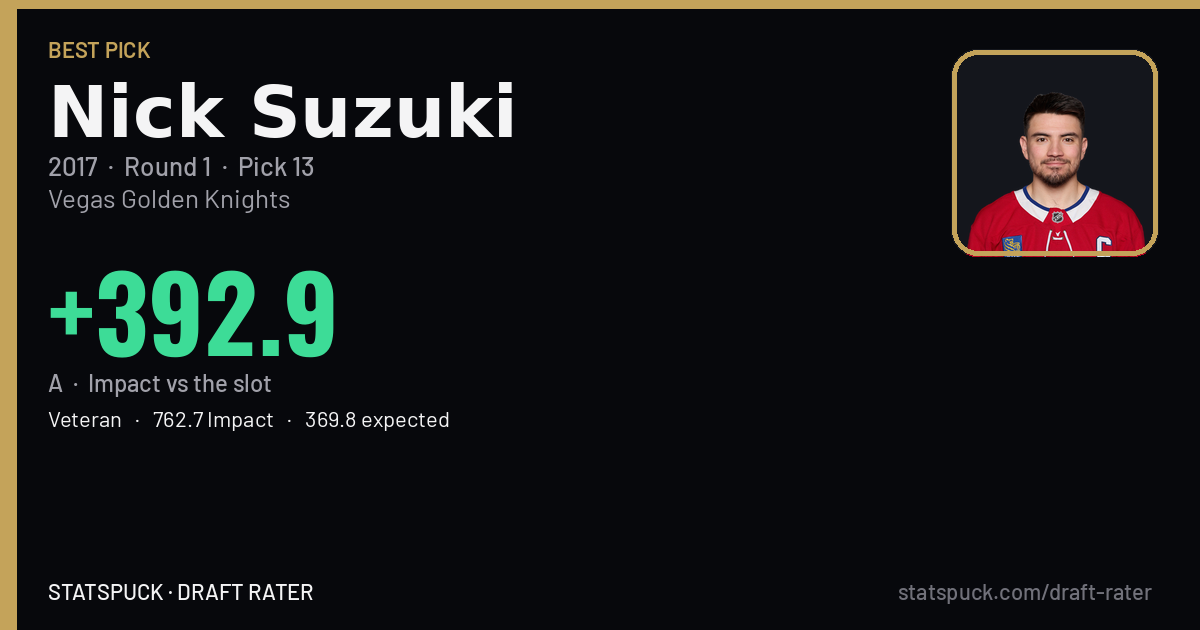 BEST PICK
Nick Suzuki
2017 · Round 1 · Pick 13
Vegas Golden Knights
+392.9
A · Impact vs the slot
Veteran · 762.7 Impact · 369.8 expected
C
STATSPUCK · DRAFT RATER
statspuck.com/draft-rater